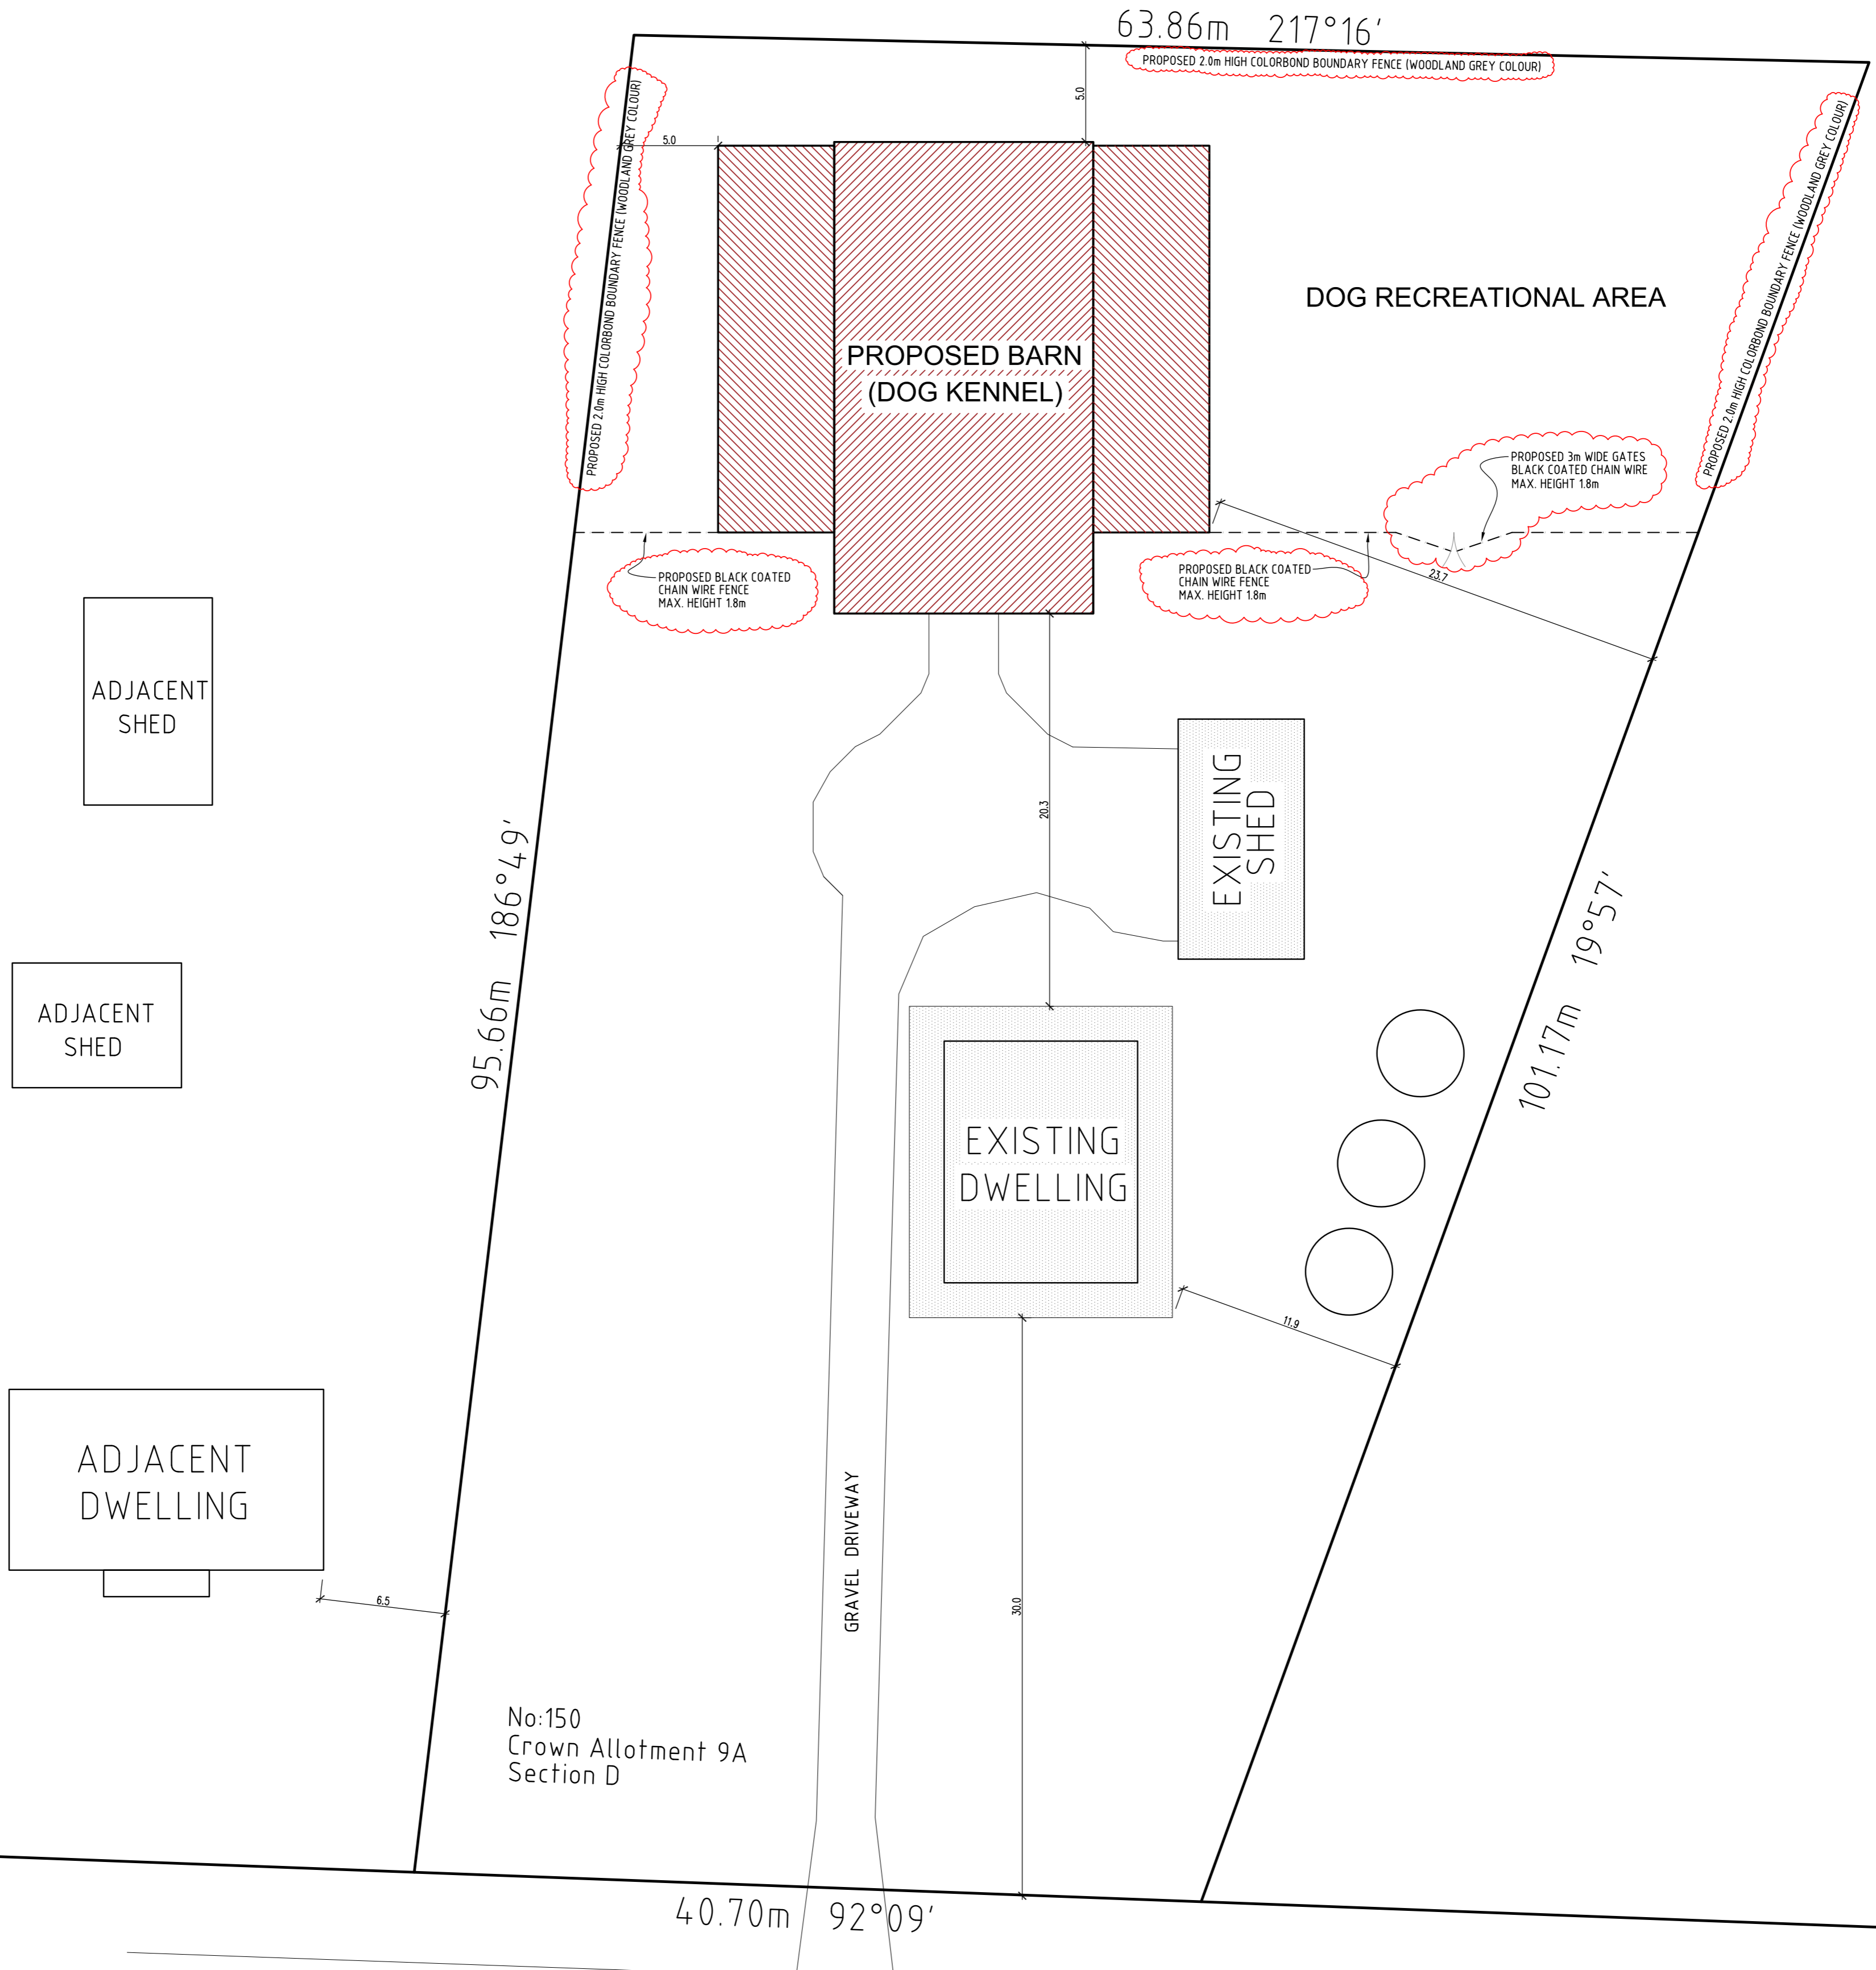 63.86m 217°16'
PROPOSED 2.0m HIGH COLORBOND BOUNDARY FENCE (WOODLAND GREY COLOUR)
5.0
5.0
PROPOSED 2.0m HIGH COLORBOND BOUNDARY FENCE (WOODLAND GREY COLOUR)
PROPOSED 2.0m HIGH COLORBOND BOUNDARY FENCE (WOODLAND GREY COLOUR)
DOG RECREATIONAL AREA
PROPOSED BARN
(DOG KENNEL)
PROPOSED 3m WIDE GATES
BLACK COATED CHAIN WIRE
MAX. HEIGHT 1.8m
PROPOSED BLACK COATED
CHAIN WIRE FENCE
MAX. HEIGHT 1.8m
PROPOSED BLACK COATED
CHAIN WIRE FENCE
MAX. HEIGHT 1.8m
23.7
ADJACENT
SHED
EXISTING
SHED
20.3
95.66m 186°49'
101.17m 19°57'
ADJACENT
SHED
EXISTING
DWELLING
11.9
ADJACENT
DWELLING
6.5
GRAVEL DRIVEWAY
30.0
No:150
Crown Allotment 9A
Section D
40.70m 92°09'